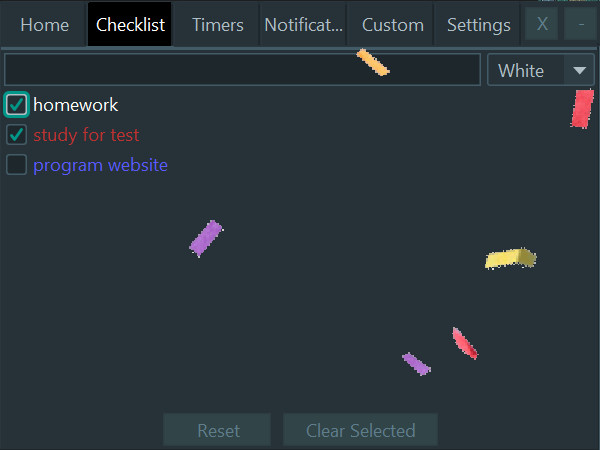 Home Checklist Timers Notificat... Custom Settings X -
White
homework
study for test
program website
Reset Clear Selected